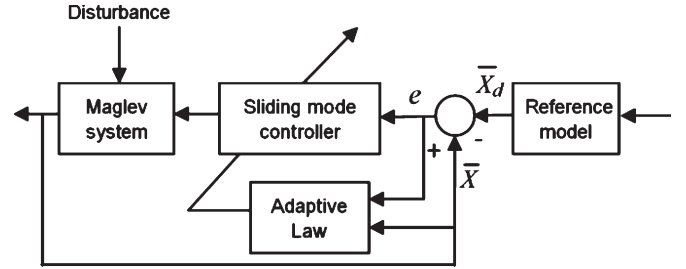 Disturbance
Maglev
system
Sliding mode
controller
e
X̅d
Reference
model
+
-
X̅
Adaptive
Law